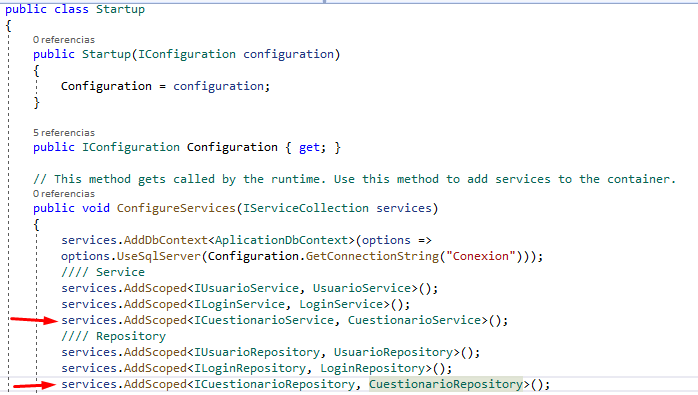 public class Startup
{
0 referencias
public Startup(IConfiguration configuration)
{
Configuration = configuration;
}
5 referencias
public IConfiguration Configuration { get; }
// This method gets called by the runtime. Use this method to add services to the container.
0 referencias
public void ConfigureServices(IServiceCollection services)
{
services.AddDbContext<AplicationDbContext>(options =>
options.UseSqlServer(Configuration.GetConnectionString("Conexion")));
//// Service
services.AddScoped<IUsuarioService, UsuarioService>();
services.AddScoped<ILoginService, LoginService>();
services.AddScoped<ICuestionarioService, CuestionarioService>();
//// Repository
services.AddScoped<IUsuarioRepository, UsuarioRepository>();
services.AddScoped<ILoginRepository, LoginRepository>();
services.AddScoped<ICuestionarioRepository, CuestionarioRepository>();